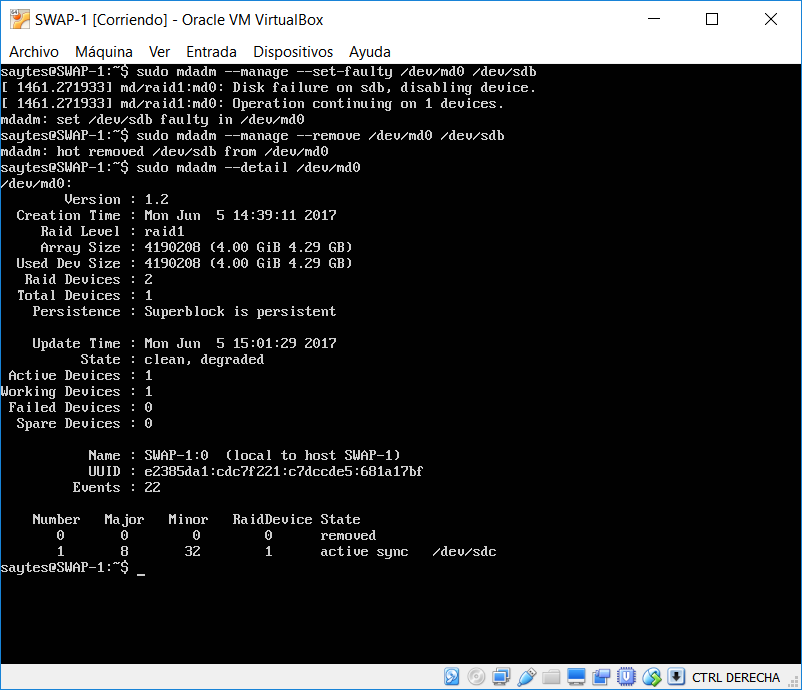 SWAP-1 [Corriendo] - Oracle VM VirtualBox
Archivo Máquina Ver Entrada Dispositivos Ayuda
saytes@SWAP-1:~$ sudo mdadm --manage --set-faulty /dev/md0 /dev/sdb
[ 1461.271933] md/raid1:md0: Disk failure on sdb, disabling device.
[ 1461.271933] md/raid1:md0: Operation continuing on 1 devices.
mdadm: set /dev/sdb faulty in /dev/md0
saytes@SWAP-1:~$ sudo mdadm --manage --remove /dev/md0 /dev/sdb
mdadm: hot removed /dev/sdb from /dev/md0
saytes@SWAP-1:~$ sudo mdadm --detail /dev/md0
/dev/md0:
Version : 1.2
Creation Time : Mon Jun  5 14:39:11 2017
Raid Level : raid1
Array Size : 4190208 (4.00 GiB 4.29 GB)
Used Dev Size : 4190208 (4.00 GiB 4.29 GB)
Raid Devices : 2
Total Devices : 1
Persistence : Superblock is persistent
Update Time : Mon Jun  5 15:01:29 2017
State : clean, degraded
Active Devices : 1
Working Devices : 1
Failed Devices : 0
Spare Devices : 0
Name : SWAP-1:0  (local to host SWAP-1)
UUID : e2385da1:cdc7f221:c7dccde5:681a17bf
Events : 22
Number   Major   Minor   RaidDevice State
0        0        0        0      removed
1        8       32        1      active sync   /dev/sdc
saytes@SWAP-1:~$ _
CTRL DERECHA